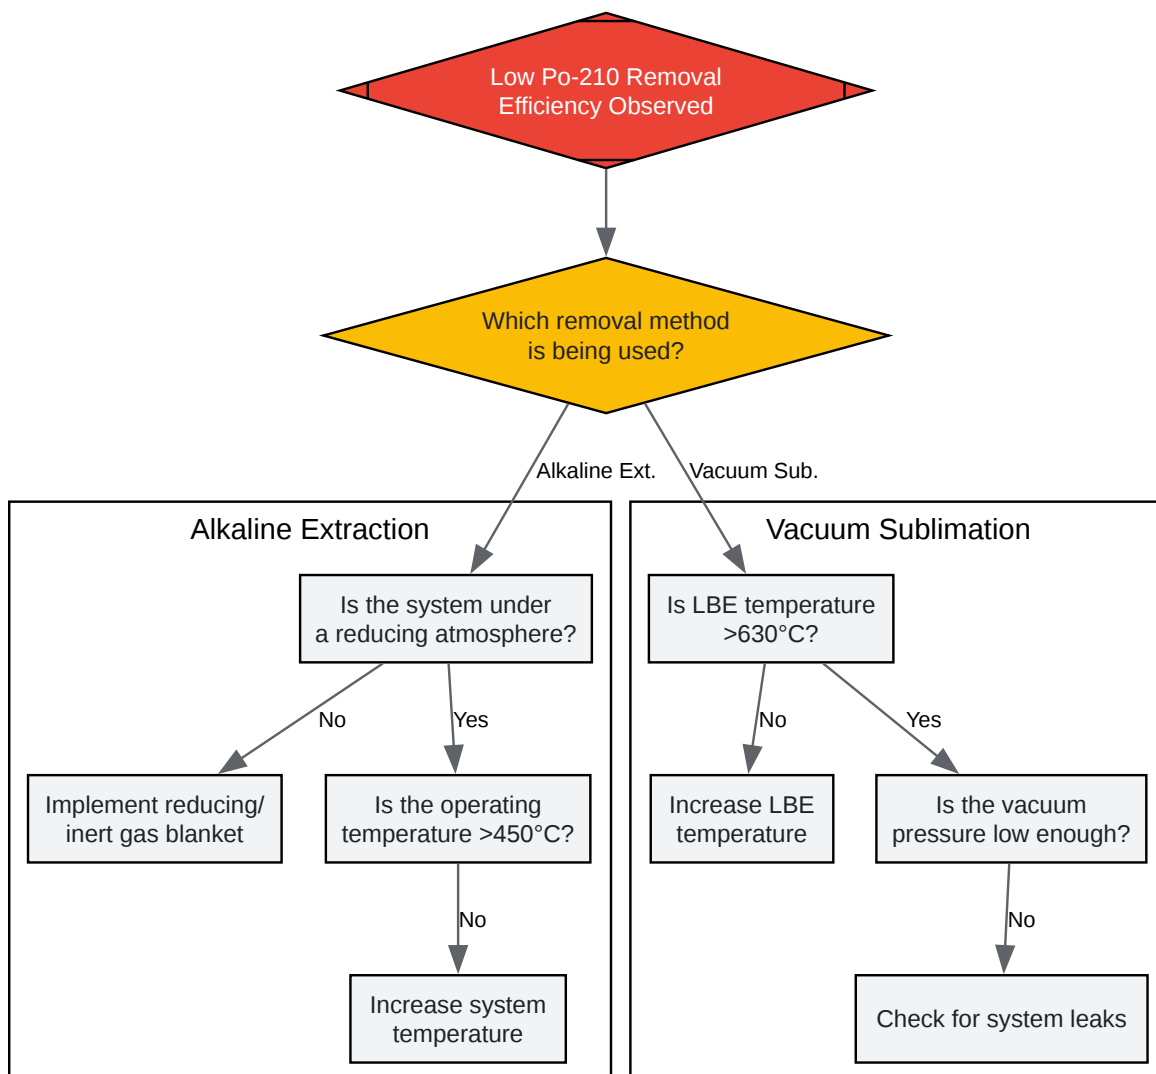 Low Po-210 Removal
Efficiency Observed
Which removal method
is being used?
Alkaline Ext.
Vacuum Sub.
Alkaline Extraction
Is the system under
a reducing atmosphere?
No
Yes
Implement reducing/
inert gas blanket
Is the operating
temperature >450°C?
No
Increase system
temperature
Vacuum Sublimation
Is LBE temperature
>630°C?
No
Yes
Increase LBE
temperature
Is the vacuum
pressure low enough?
No
Check for system leaks